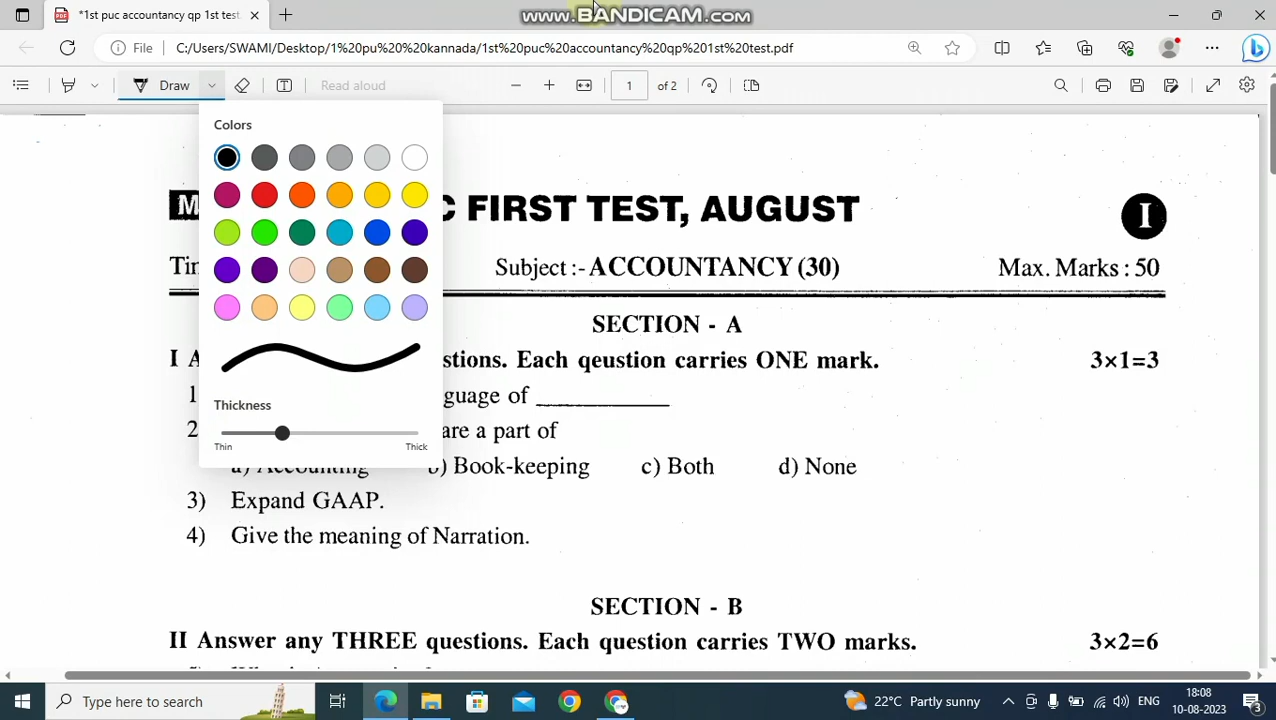 www.BANDICAM.com
*1st puc accountancy qp 1st test.
File C:/Users/SWAMI/Desktop/1%20pu%20%20kannada/1st%20puc%20accountancy%20qp%201st%20test.pdf
Draw Read aloud 1 of 2
Colors
Thickness
Thin Thick
FIRST TEST, AUGUST I
Subject :- ACCOUNTANCY (30) Max. Marks : 50
SECTION - A
I Each qeustion carries ONE mark. 3×1=3
of __________
are a part of
b) Book-keeping c) Both d) None
3) Expand GAAP.
4) Give the meaning of Narration.
SECTION - B
II Answer any THREE questions. Each question carries TWO marks. 3×2=6
Type here to search 22°C Partly sunny ENG 18:08
10-08-2023 3